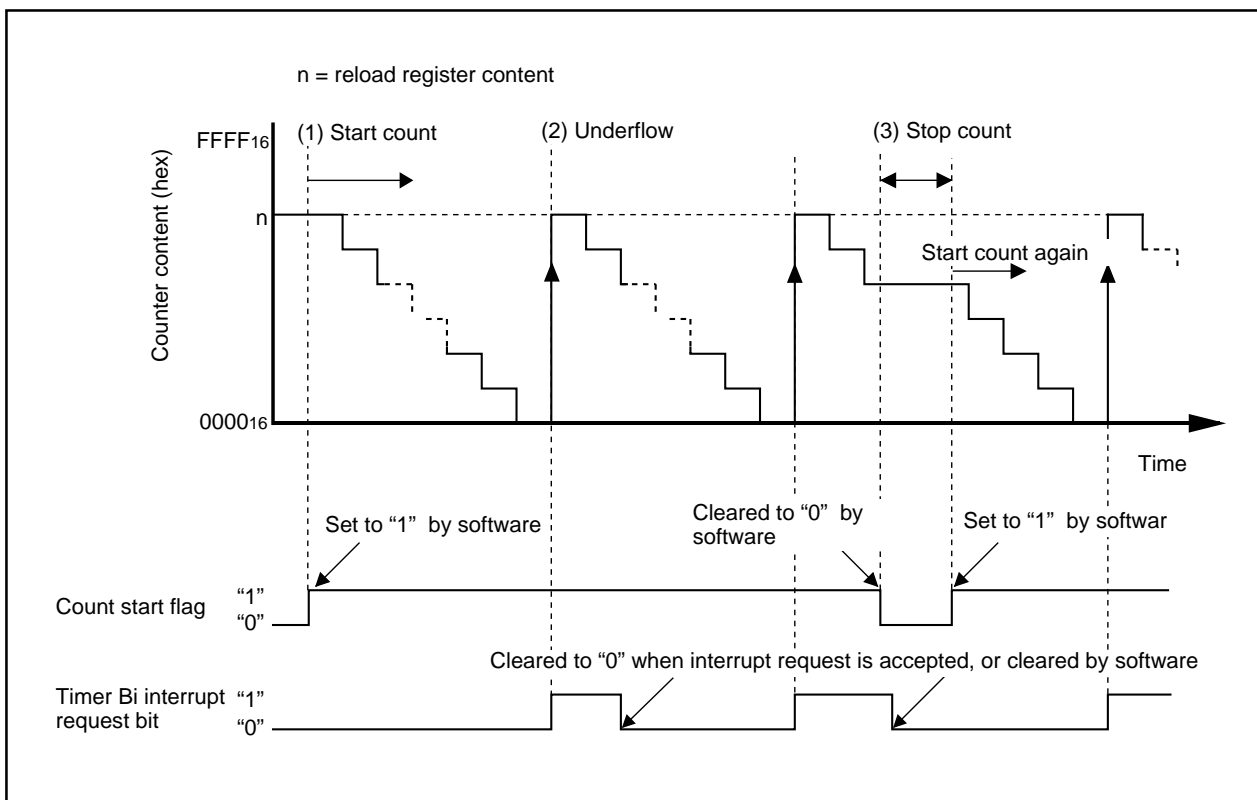 n = reload register content
FFFF16
(1) Start count
(2) Underflow
(3) Stop count
Counter content (hex)
n
Start count again
000016
Time
Set to “1” by software
Cleared to “0” by
software
Set to “1” by softwar
Count start flag
“1”
“0”
Cleared to “0” when interrupt request is accepted, or cleared by software
Timer Bi interrupt
request bit
“1”
“0”